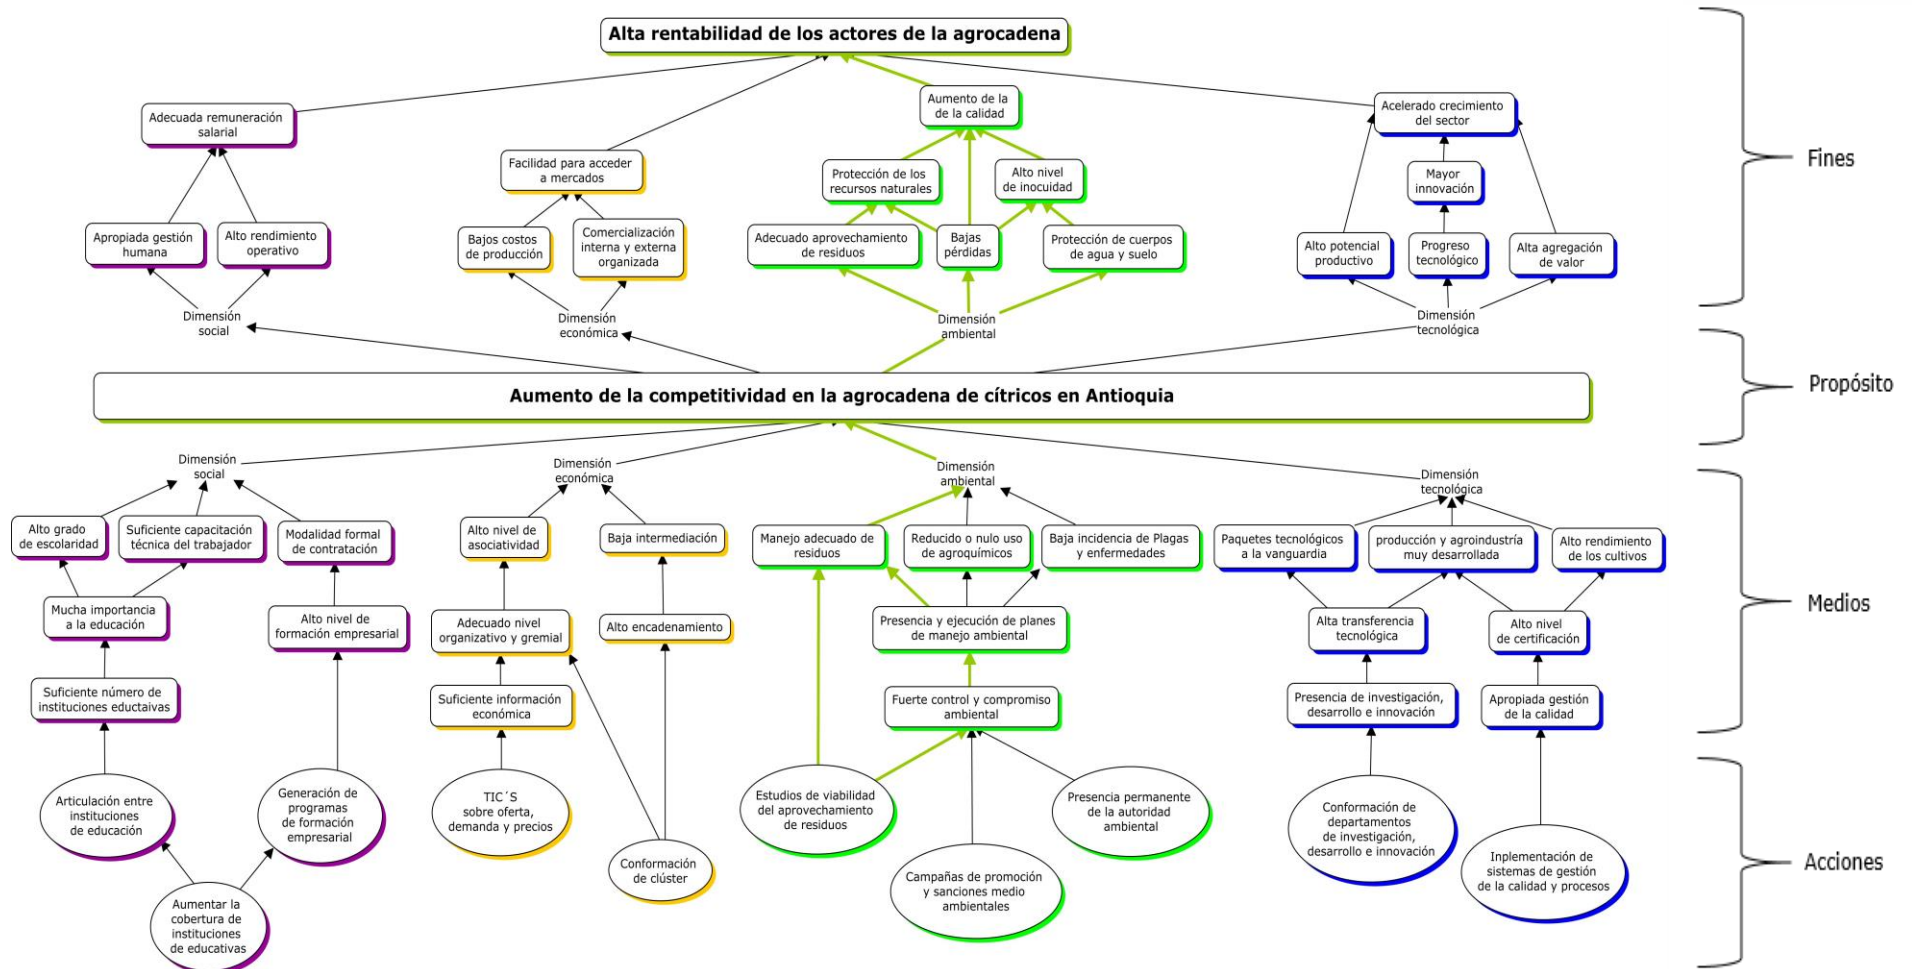 Alta rentabilidad de los actores de la agrocadena
Adecuada remuneración
salarial
Facilidad para acceder
a mercados
Aumento de la
de la calidad
Acelerado crecimiento
del sector
Protección de los
recursos naturales
Alto nivel
de inocuidad
Mayor
innovación
Apropiada gestión
humana
Alto rendimiento
operativo
Bajos costos
de producción
Comercialización
interna y externa
organizada
Adecuado aprovechamiento
de residuos
Bajas
pérdidas
Protección de cuerpos
de agua y suelo
Alto potencial
productivo
Progreso
tecnológico
Alta agregación
de valor
Dimensión
social
Dimensión
económica
Dimensión
ambiental
Dimensión
tecnológica
Fines
Aumento de la competitividad en la agrocadena de cítricos en Antioquia
Propósito
Dimensión
social
Dimensión
económica
Dimensión
ambiental
Dimensión
tecnológica
Alto grado
de escolaridad
Suficiente capacitación
técnica del trabajador
Modalidad formal
de contratación
Alto nivel de
asociatividad
Baja intermediación
Manejo adecuado de
residuos
Reducido o nulo uso
de agroquímicos
Baja incidencia de Plagas
y enfermedades
Paquetes tecnológicos
a la vanguardia
producción y agroindustría
muy desarrollada
Alto rendimiento
de los cultivos
Mucha importancia
a la educación
Alto nivel de
formación empresarial
Adecuado nivel
organizativo y gremial
Alto encadenamiento
Presencia y ejecución de planes
de manejo ambiental
Alta transferencia
tecnológica
Alto nivel
de certificación
Suficiente número de
instituciones eductaivas
Suficiente información
económica
Fuerte control y compromiso
ambiental
Presencia de investigación,
desarrollo e innovación
Apropiada gestión
de la calidad
Medios
Articulación entre
instituciones
de educación
Generación de
programas
de formación
empresarial
TIC´S
sobre oferta,
demanda y precios
Conformación
de clúster
Estudios de viabilidad
del aprovechamiento
de residuos
Presencia permanente
de la autoridad
ambiental
Campañas de promoción
y sanciones medio
ambientales
Conformación de
departamentos
de investigación,
desarrollo e innovación
Inplementación de
sistemas de gestión
de la calidad y procesos
Aumentar la
cobertura de
instituciones
de educativas
Acciones